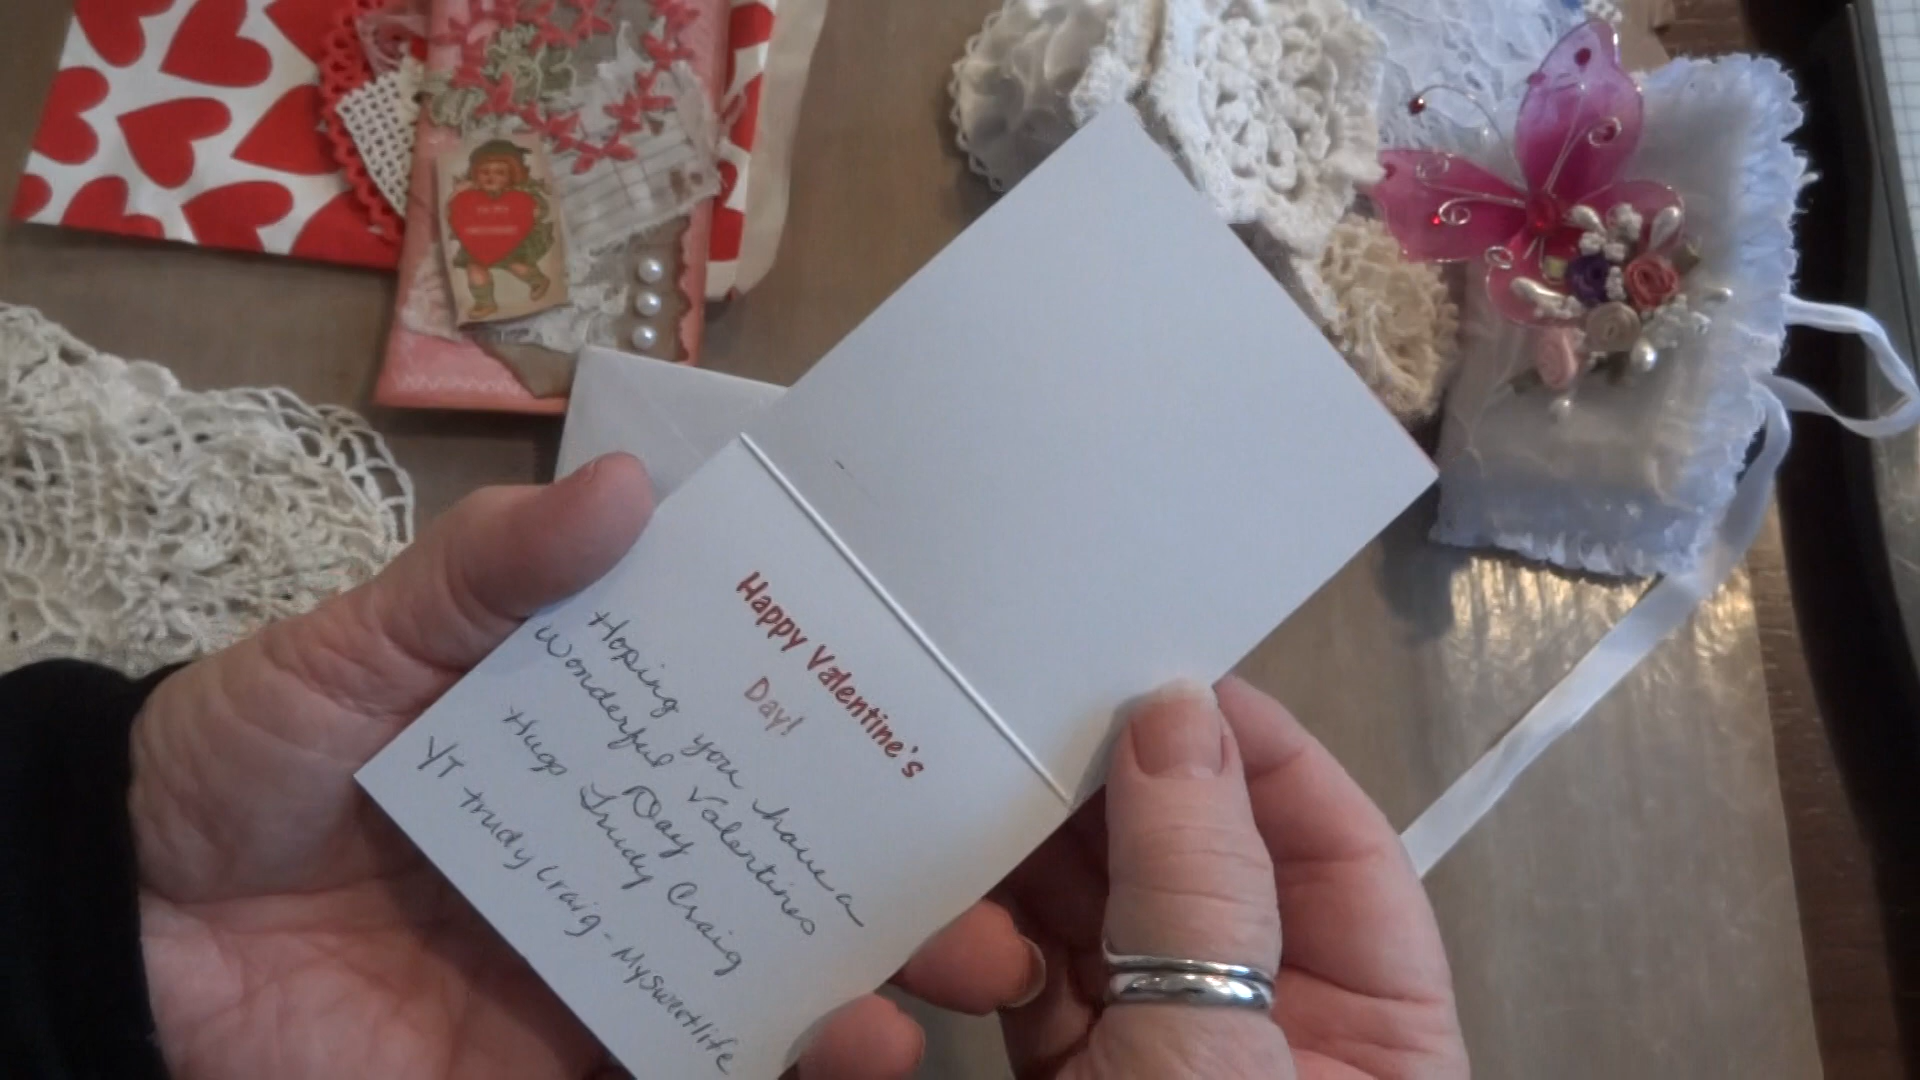 Happy Valentine's
Day!
Hoping you have a
Wonderful Valentines
Day
Hugs Trudy Craig
YT trudy craig - Mysweetlife